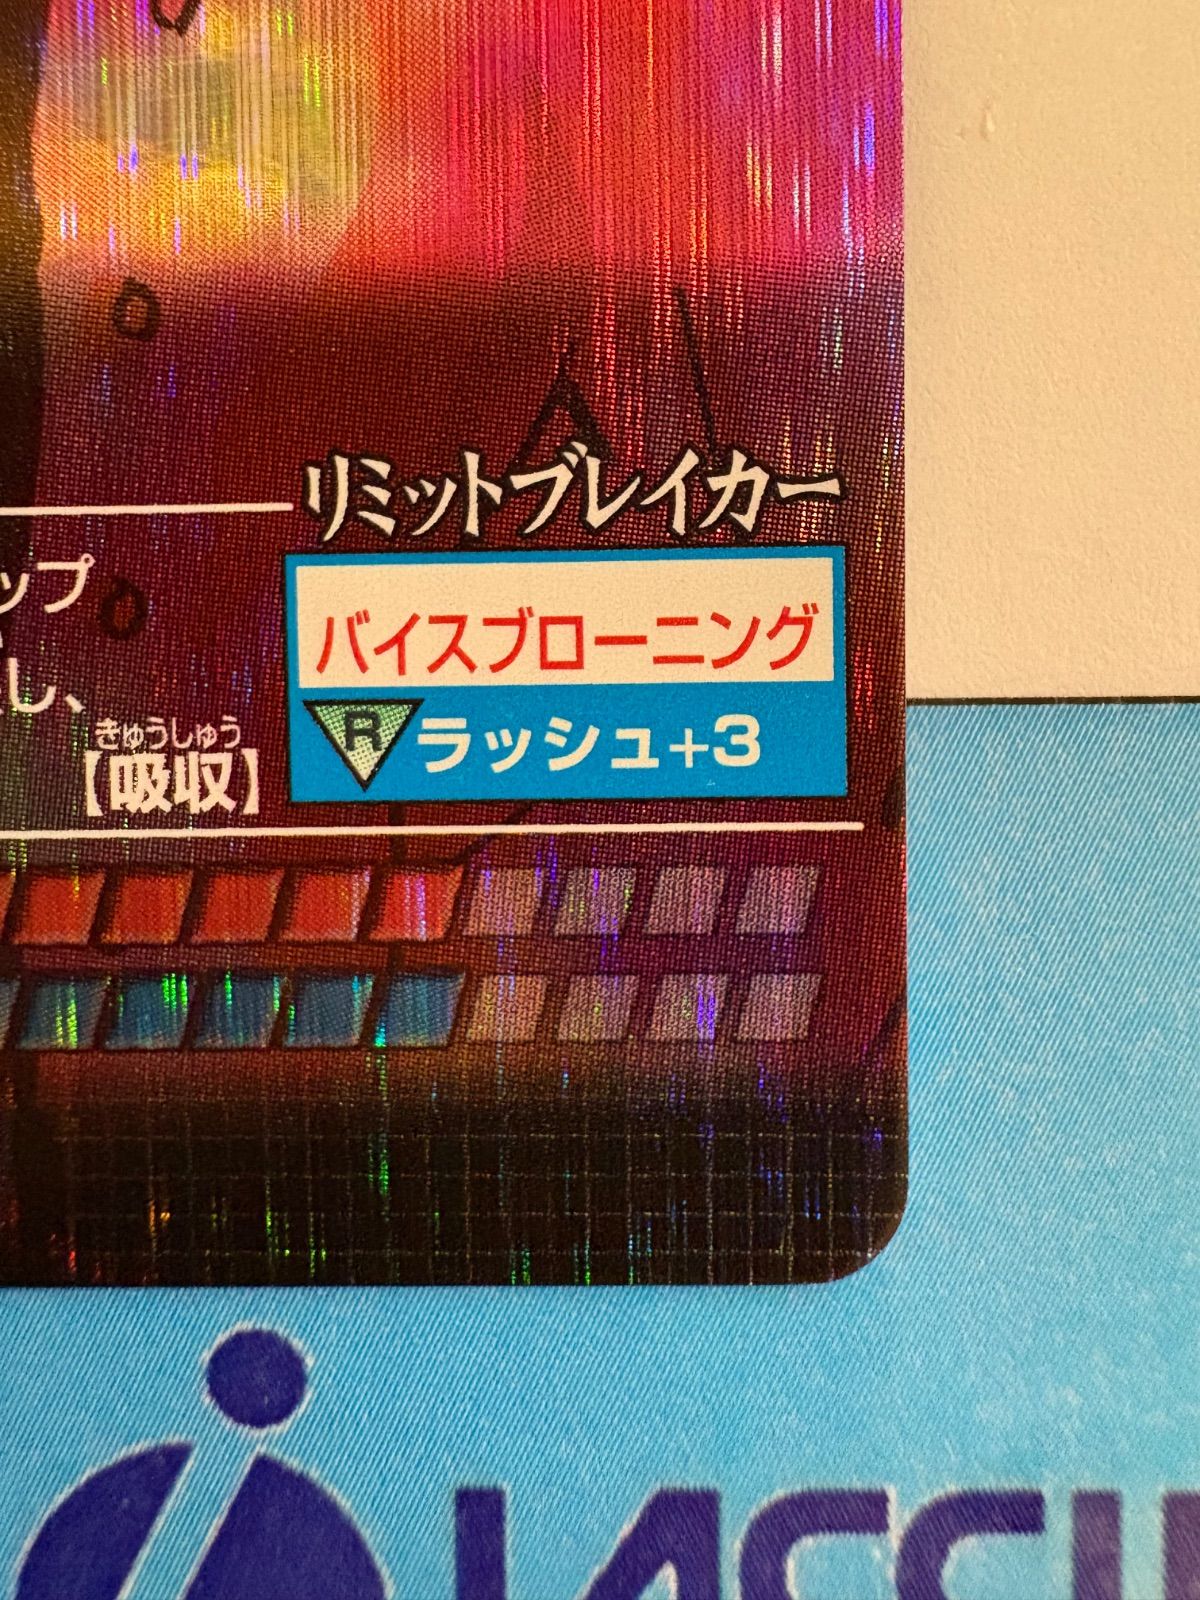 リミットブレイカー
ップ
バイスブローニング
し、
R ラッシュ+3
きゅうしゅう
【吸収】